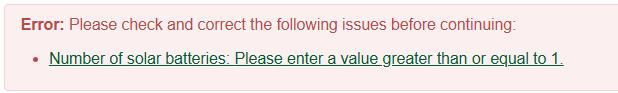 Error: Please check and correct the following issues before continuing:
• Number of solar batteries: Please enter a value greater than or equal to 1.